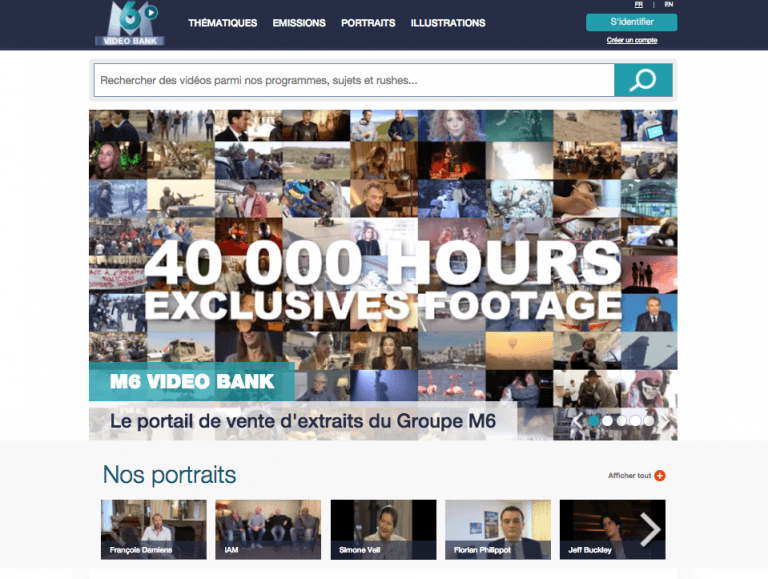 M6
VIDEO BANK
THÉMATIQUES
EMISSIONS
PORTRAITS
ILLUSTRATIONS
FR | EN
S'identifier
Créer un compte
Rechercher des vidéos parmi nos programmes, sujets et rushes...
40 000 HOURS
EXCLUSIVES FOOTAGE
M6 VIDEO BANK
Le portail de vente d'extraits du Groupe M6
Nos portraits
Afficher tout
François Damiens
IAM
Simone Veil
Florian Philippot
Jeff Buckley